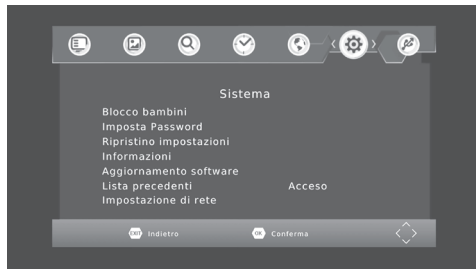 Sistema
Blocco bambini
Imposta Password
Ripristino impostazioni
Informazioni
Aggiornamento software
Lista precedenti Acceso
Impostazione di rete
EXIT Indietro OK Conferma